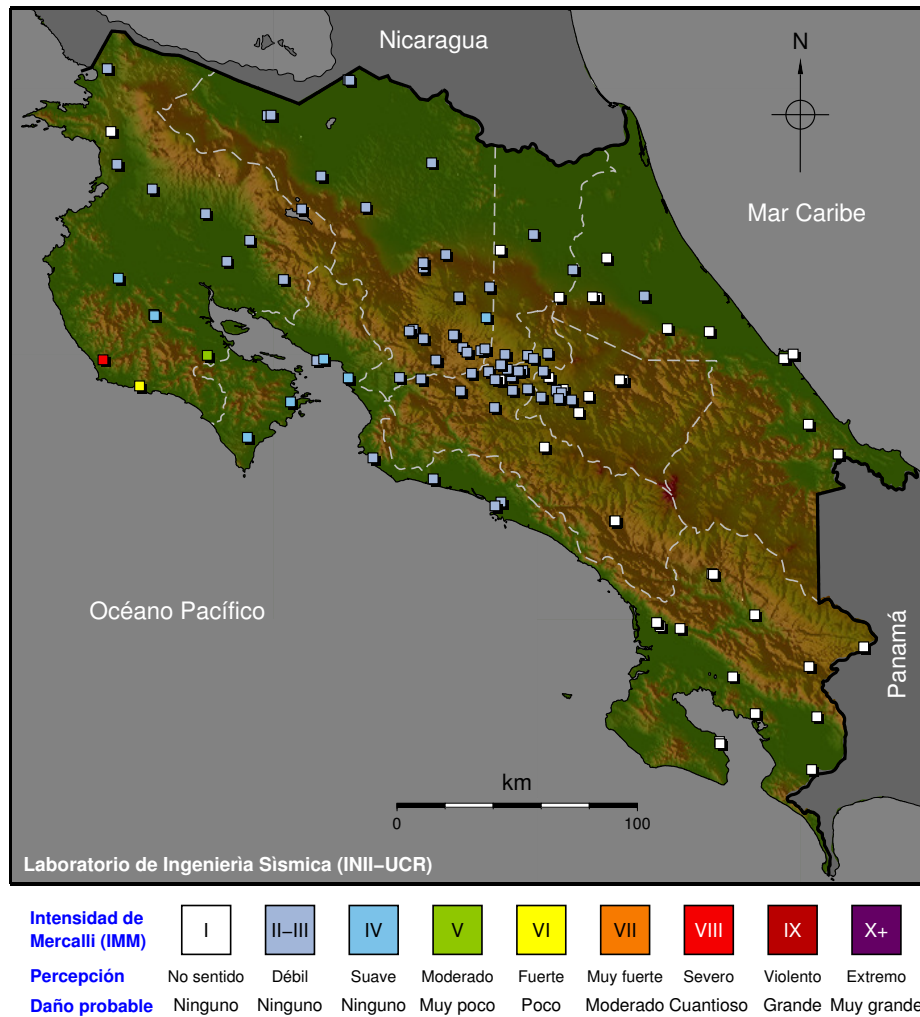 Nicaragua
N
Mar Caribe
Océano Pacífico
Panamá
km
0 100
Laboratorio de Ingenierìa Sìsmica (INII–UCR)
Intensidad de Mercalli (IMM) I II–III IV V VI VII VIII IX X+
Percepción No sentido Débil Suave Moderado Fuerte Muy fuerte Severo Violento Extremo
Daño probable Ninguno Ninguno Ninguno Muy poco Poco Moderado Cuantioso Grande Muy grande